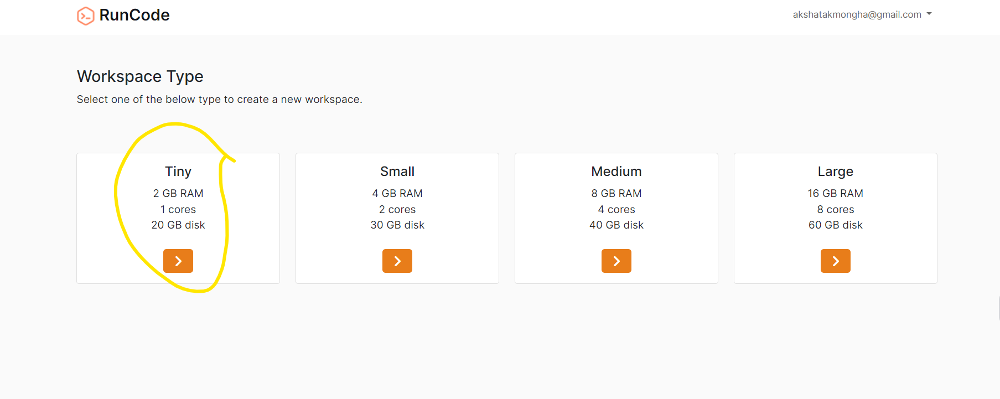 RunCode
akshatakmongha@gmail.com
Workspace Type
Select one of the below type to create a new workspace.
Tiny
2 GB RAM
1 cores
20 GB disk
Small
4 GB RAM
2 cores
30 GB disk
Medium
8 GB RAM
4 cores
40 GB disk
Large
16 GB RAM
8 cores
60 GB disk